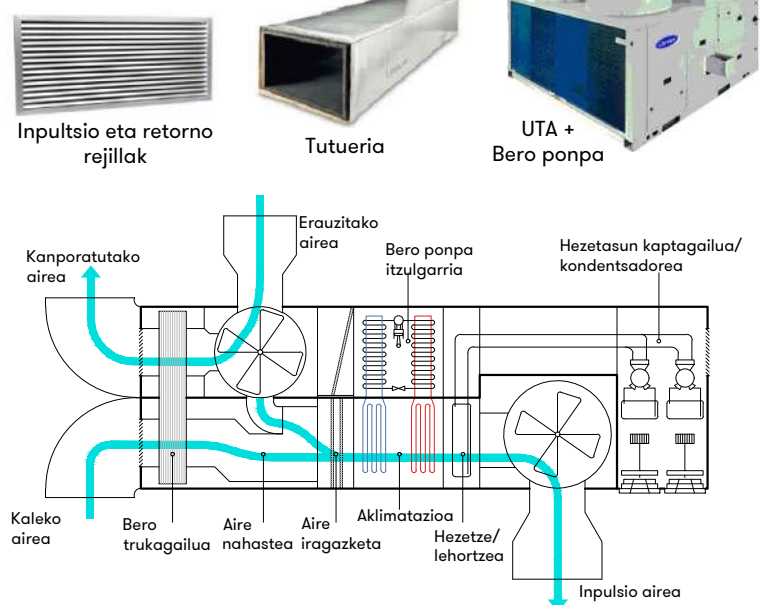 Inpultsio eta retorno
rejillak
Tutueria
UTA +
Bero ponpa
Carrier
Erauzitako
airea
Kanporatutako
airea
Bero ponpa
itzulgarria
Hezetasun kaptagailua/
kondentsadorea
Kaleko
airea
Bero
trukagailua
Aire
nahastea
Aire
iragazketa
Aklimatazioa
Hezetze/
lehortzea
Inpulsio airea